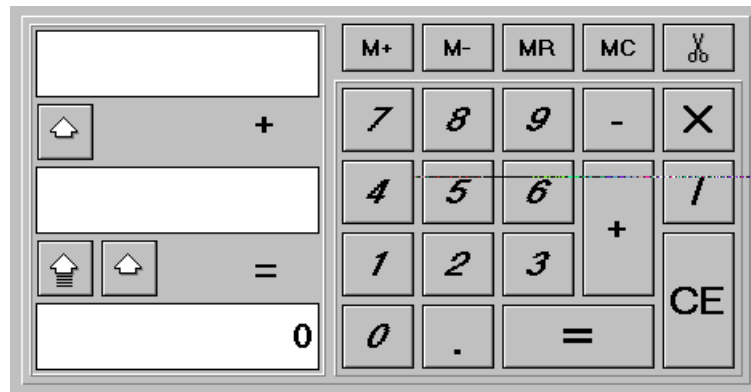 M+ M- MR MC
+ 7 8 9 - X
4 5 6 /
+
= 1 2 3
CE
0 0 . =